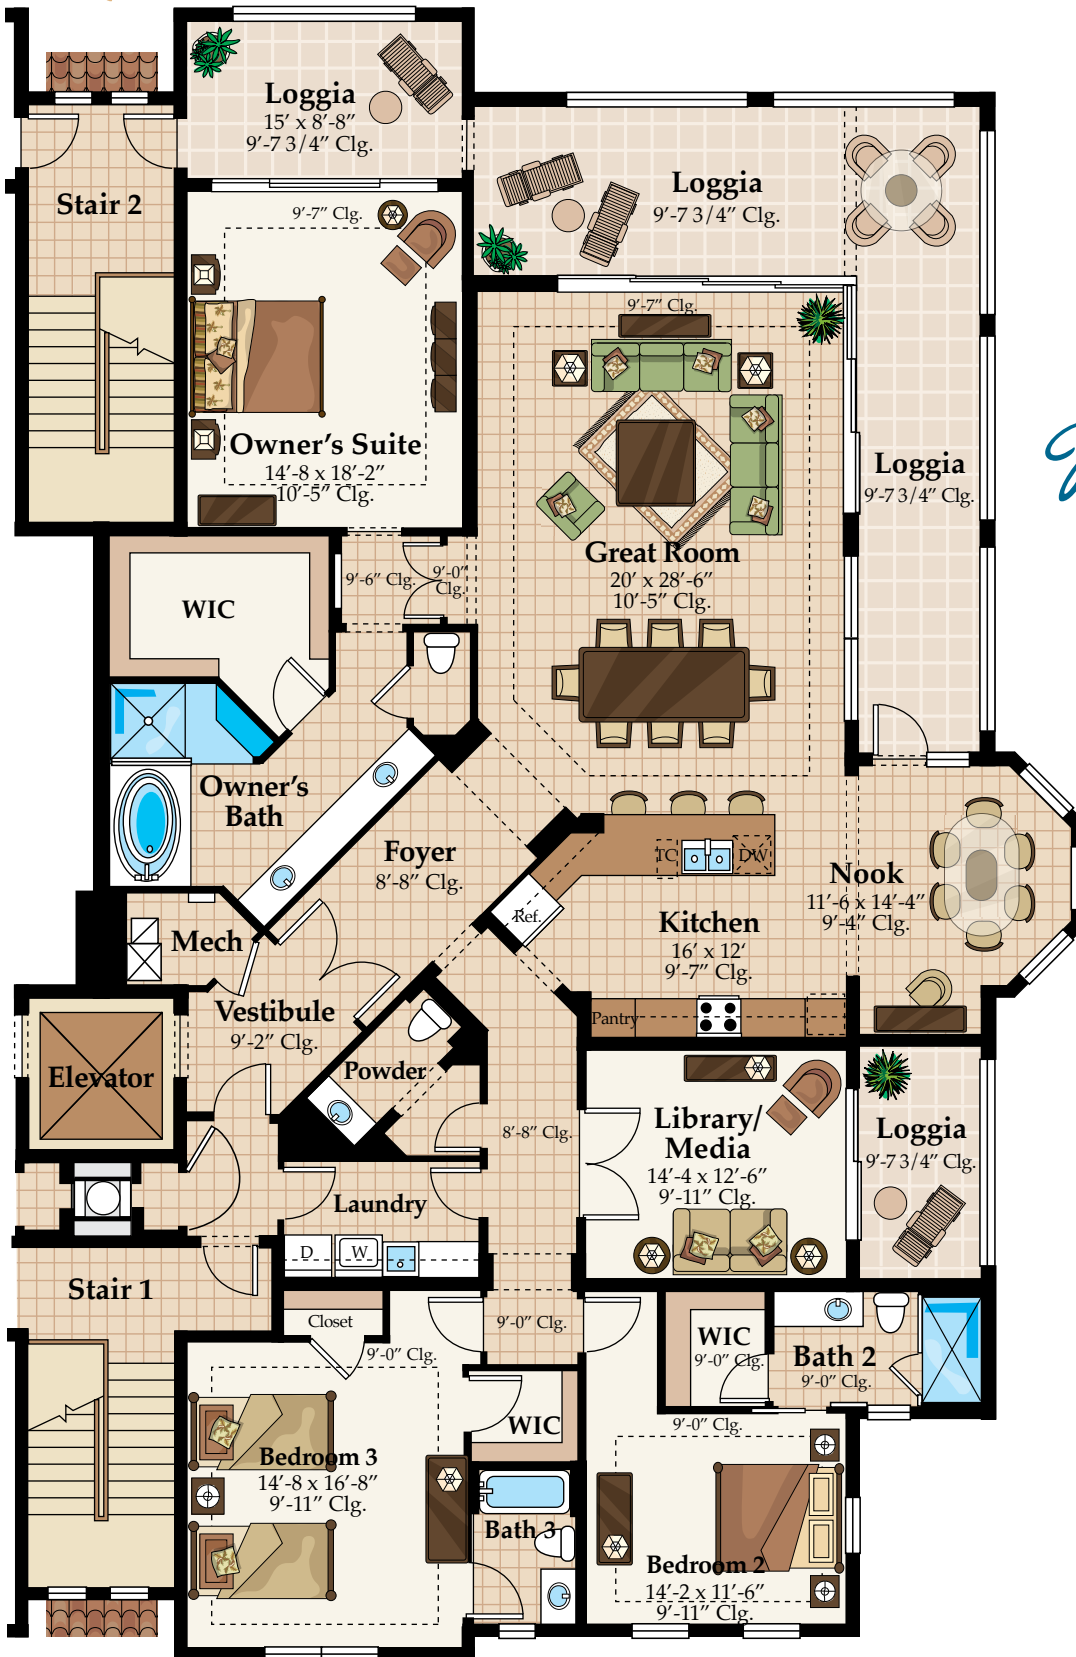 Loggia
15′ x 8′-8″
9′-7 3/4″ Clg.
Stair 2
9′-7″ Clg.
Loggia
9′-7 3/4″ Clg.
9′-7″ Clg.
Owner's Suite
14′-8 x 18′-2″
10′-5″ Clg.
Loggia
9′-7 3/4″ Clg.
Great Room
20′ x 28′-6″
10′-5″ Clg.
9′-6″ Clg.
9′-0″
Clg.
WIC
Owner's
Bath
Foyer
8′-8″ Clg.
TC
DW
Nook
11′-6 x 14′-4″
9′-4″ Clg.
Ref.
Kitchen
16′ x 12′
9′-7″ Clg.
Mech
Vestibule
9′-2″ Clg.
Pantry
Elevator
Powder
8′-8″ Clg.
Library/
Media
14′-4 x 12′-6″
9′-11″ Clg.
Loggia
9′-7 3/4″ Clg.
Laundry
D
W
Stair 1
Closet
9′-0″ Clg.
9′-0″ Clg.
WIC
9′-0″ Clg.
Bath 2
9′-0″ Clg.
WIC
9′-0″ Clg.
Bedroom 3
14′-8 x 16′-8″
9′-11″ Clg.
Bath 3
Bedroom 2
14′-2 x 11′-6″
9′-11″ Clg.